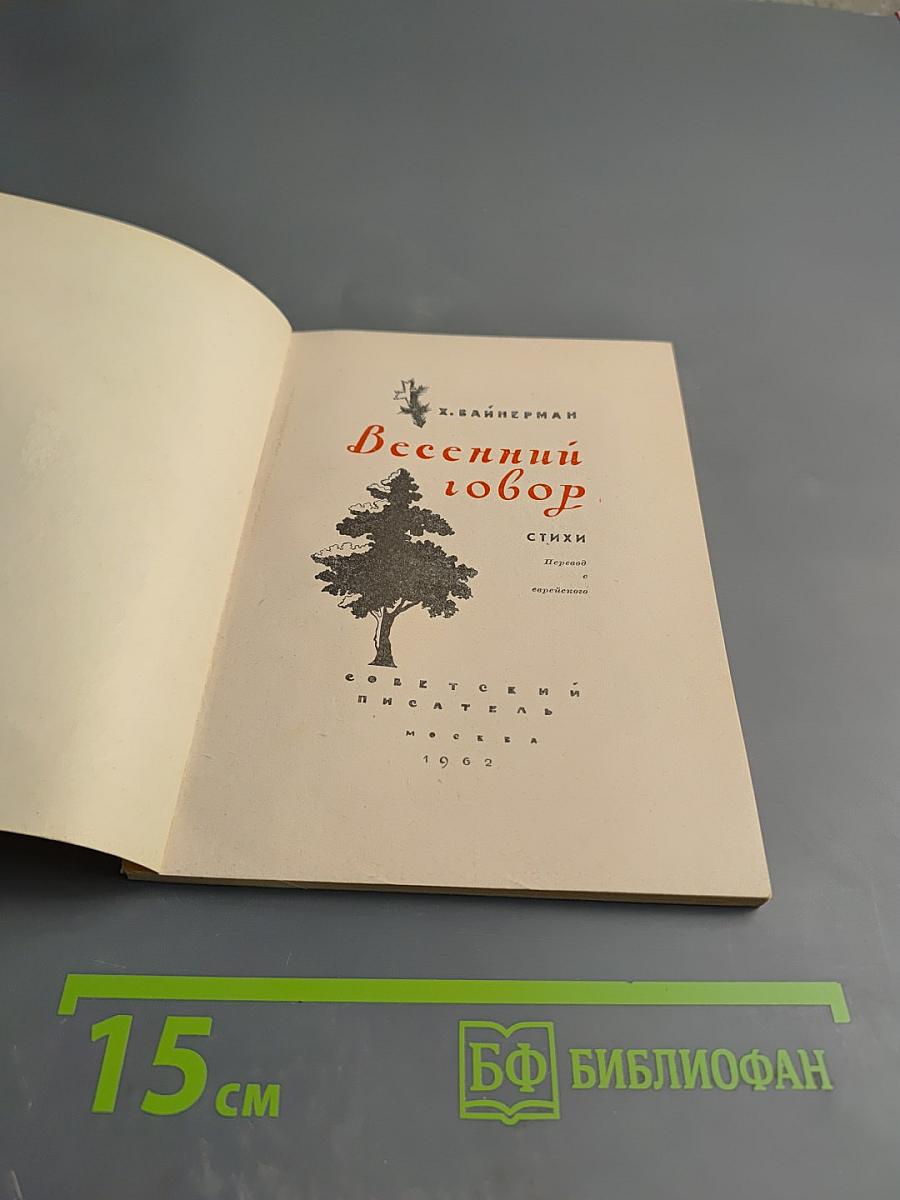 Х. ВАЙНЕРМАН
Весенний
говор
СТИХИ
Перевод
с
еврейского
СОВЕТСКИЙ
ПИСАТЕЛЬ
МОСКВА
1962
15 см
БФ БИБЛИОФАН